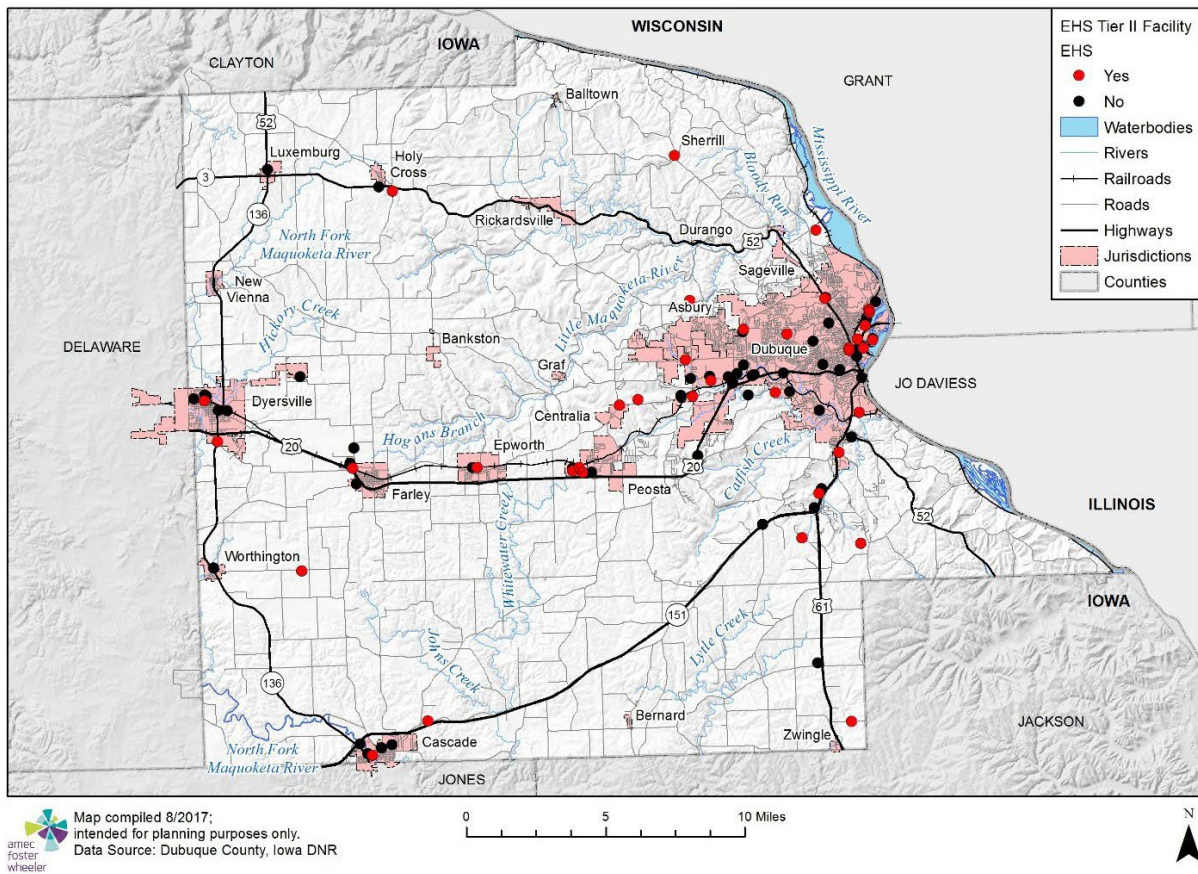 WISCONSIN
IOWA
CLAYTON
GRANT
Balltown
Sherrill
52
Luxemburg
Holy
Cross
Bloody Run
Mississippi River
3
136
Rickardsville
Durango
52
North Fork
Maquoketa River
Sageville
New
Vienna
Little Maquoketa River
Hickory Creek
Asbury
DELAWARE
Bankston
Dubuque
Graf
JO DAVIESS
Dyersville
Centralia
Hogans Branch
20
Epworth
Catfish Creek
20
Farley
Peosta
ILLINOIS
52
Whitewater Creek
Worthington
IOWA
61
151
Lytle Creek
Johns Creek
136
Bernard
JACKSON
Cascade
Zwingle
North Fork
Maquoketa River
JONES
EHS Tier II Facility
EHS
Yes
No
Waterbodies
Rivers
Railroads
Roads
Highways
Jurisdictions
Counties
amec
foster
wheeler
Map compiled 8/2017;
intended for planning purposes only.
Data Source: Dubuque County, Iowa DNR
0 5 10 Miles
N